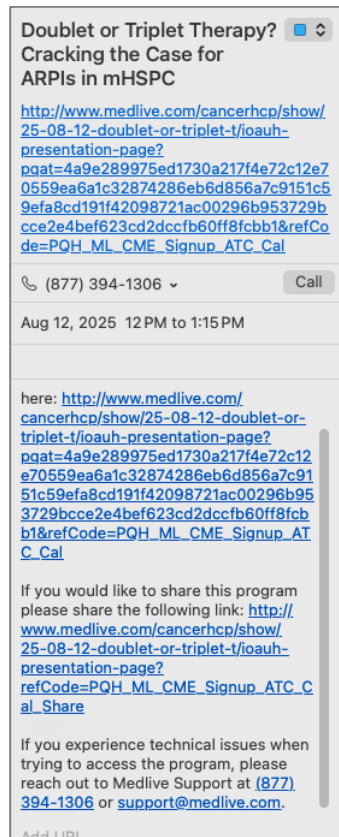 Doubletor Triplet Therapy?
Cracking the Case for
ARPIs in mHSPC
http://www.medlive.com/cancerhcp/show/
25-08-12-doublet-or-triplet-t/ioauh-
presentation-page?
pqat=4a9e289975ed1730a217f4e72c12e7
0559ea6a1c32874286eb6d856a7c9151c5
9efa8cd191f42098721ac00296b953729b
cce2e4bef623cd2dccfb60ff8fcbb1&refCo
de=PQH_ML_CME_Signup_ATC_Cal
(877) 394-1306
Call
Aug 12, 2025 12 PM to 1:15 PM
here: http://www.medlive.com/
cancerhcp/show/25-08-12-doublet-or-
triplet-t/ioauh-presentation-page?
pqat=4a9e289975ed1730a217f4e72c12
e70559ea6a1c32874286eb6d856a7c91
51c59efa8cd191f42098721ac00296b95
3729bcce2e4bef623cd2dccfb60ff8fcb
b1&refCode=PQH_ML_CME_Signup_AT
C_Cal
If you would like to share this program
please share the following link: http://
www.medlive.com/cancerhcp/show/
25-08-12-doublet-or-triplet-t/ioauh-
presentation-page?
refCode=PQH_ML_CME_Signup_ATC_C
al_Share
If you experience technical issues when
trying to access the program, please
reach out to Medlive Support at (877)
394-1306 or support@medlive.com.
Add URL